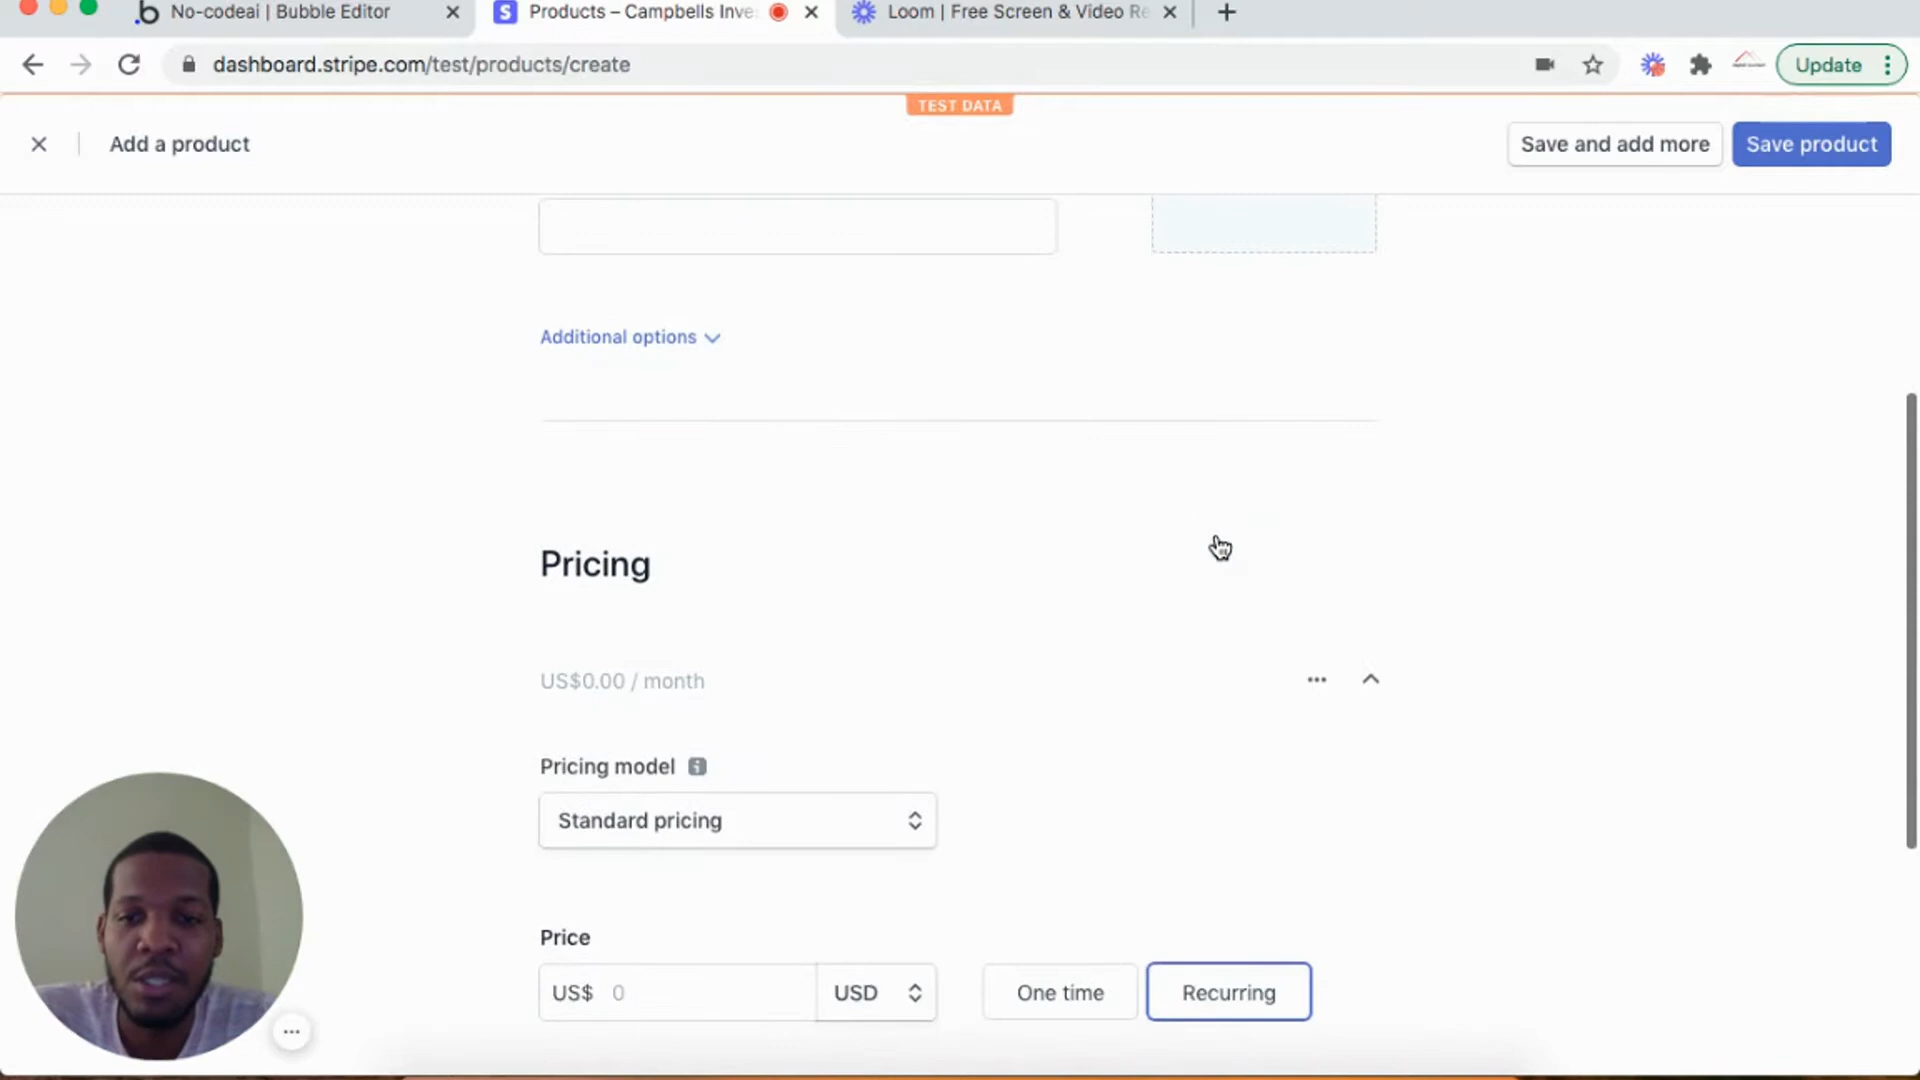 No-codeai | Bubble Editor
Products – Campbells Inve
Loom | Free Screen & Video Re
dashboard.stripe.com/test/products/create
Update
TEST DATA
Add a product
Save and add more
Save product
Additional options
Pricing
US$0.00 / month
Pricing model
Standard pricing
Price
US$ 0
USD
One time
Recurring